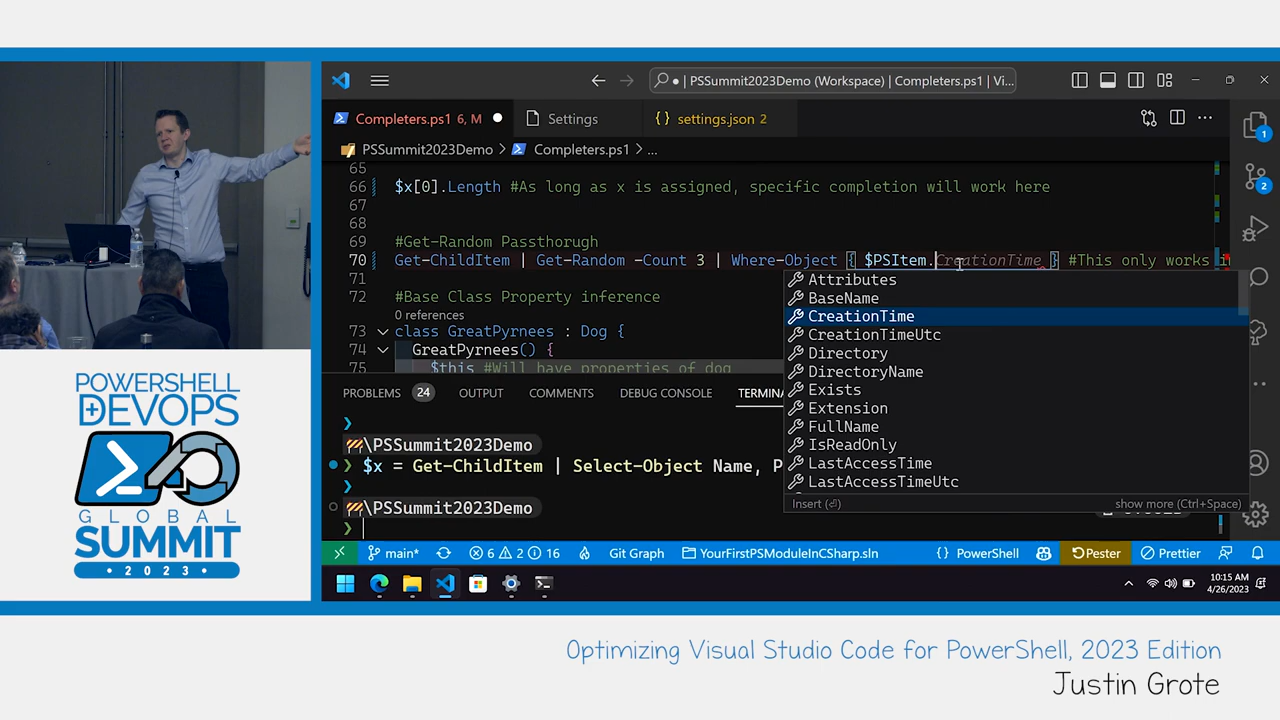 ● | PSSummit2023Demo (Workspace) | Completers.ps1 | Vi...
Completers.ps1 6, M
Settings
{} settings.json 2
PSSummit2023Demo > Completers.ps1 > ...
65
66 $x[0].Length #As long as x is assigned, specific completion will work here
67
68
69 #Get-Random Passthorugh
70 Get-ChildItem | Get-Random -Count 3 | Where-Object { $PSItem.CreationTime } #This only works i
71
72 #Base Class Property inference
0 references
73 class GreatPyrnees : Dog {
74 GreatPyrnees() {
75 $this #Will have properties of dog
Attributes
BaseName
CreationTime
CreationTimeUtc
Directory
DirectoryName
Exists
Extension
FullName
IsReadOnly
LastAccessTime
LastAccessTimeUtc
Insert (⏎) show more (Ctrl+Space)
PROBLEMS 24 OUTPUT COMMENTS DEBUG CONSOLE TERMINA
❯
\PSSummit2023Demo
❯ $x = Get-ChildItem | Select-Object Name, P
❯
\PSSummit2023Demo
❯
main* 6 2 16 Git Graph YourFirstPSModuleInCSharp.sln {} PowerShell Pester Prettier
1
2
10:15 AM
4/26/2023
POWERSHELL
+DEVOPS
GLOBAL
SUMMIT
• 2023 •
Optimizing Visual Studio Code for PowerShell, 2023 Edition
Justin Grote